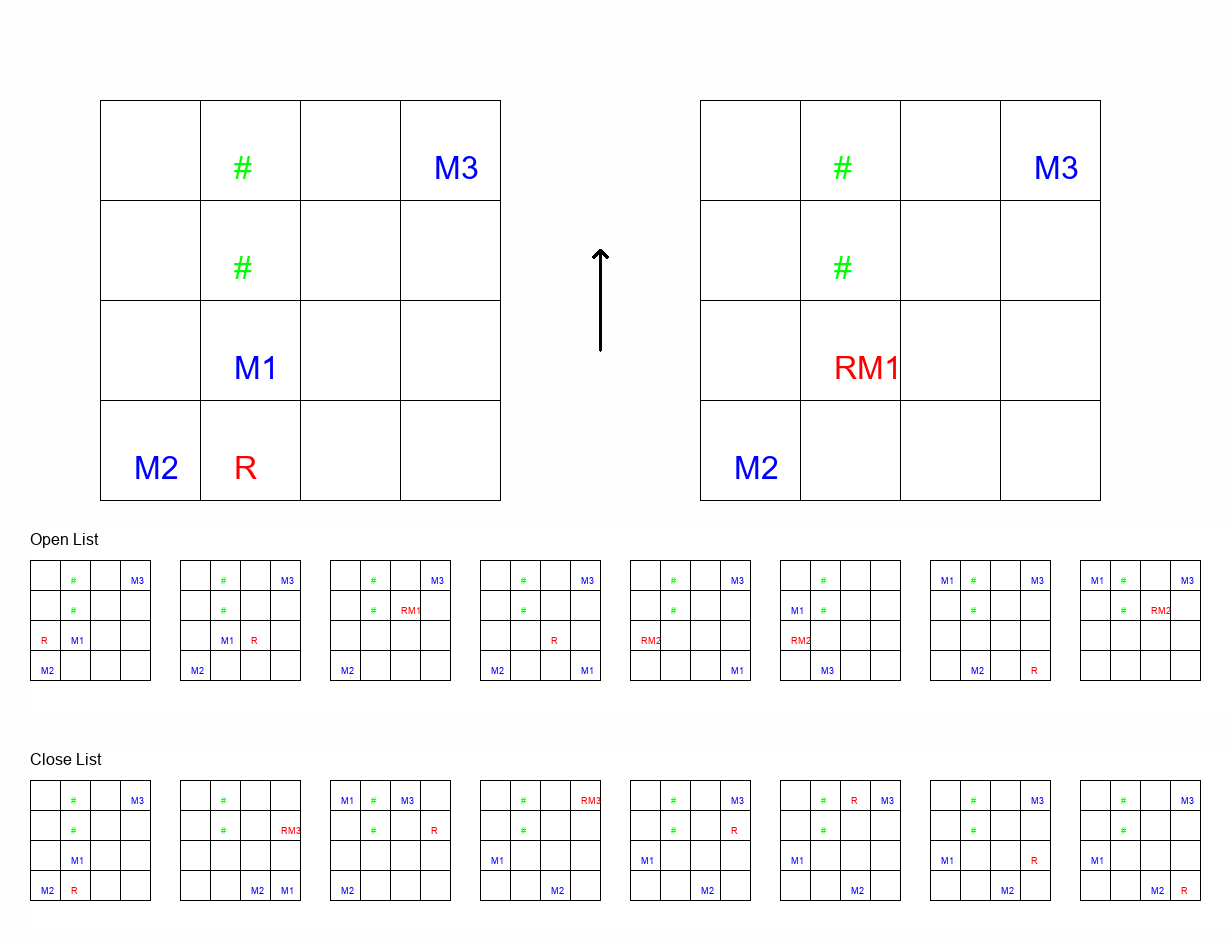 # M3 # M3
# #
M1 RM1
M2 R M2
Open List
# M3 # M3 # M3 # M3 # M3 # M1 # M3 M1 # M3
# # # RM1 # # M1 # # # RM2
R M1 M1 R R RM2 RM2
M2 M2 M2 M2 M1 M1 M3 M2 R
Close List
# M3 # M1 # M3 # RM3 # M3 # R M3 # M3 # M3
# # RM3 # R # # R # # #
M1 M1 M1 M1 M1 R M1
M2 R M2 M1 M2 M2 M2 M2 M2 M2 R